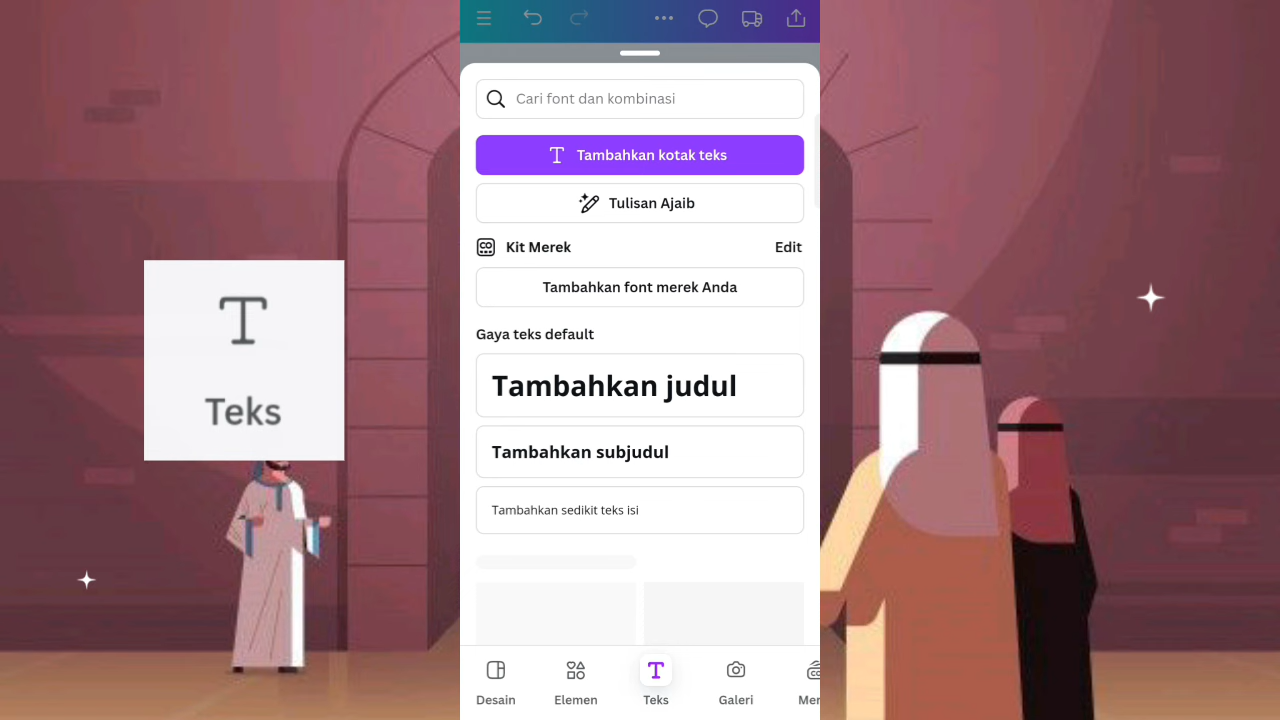 Cari font dan kombinasi
Tambahkan kotak teks
Tulisan Ajaib
Kit Merek
Edit
Tambahkan font merek Anda
Gaya teks default
Tambahkan judul
Tambahkan subjudul
Tambahkan sedikit teks isi
Teks
Desain
Elemen
Teks
Galeri